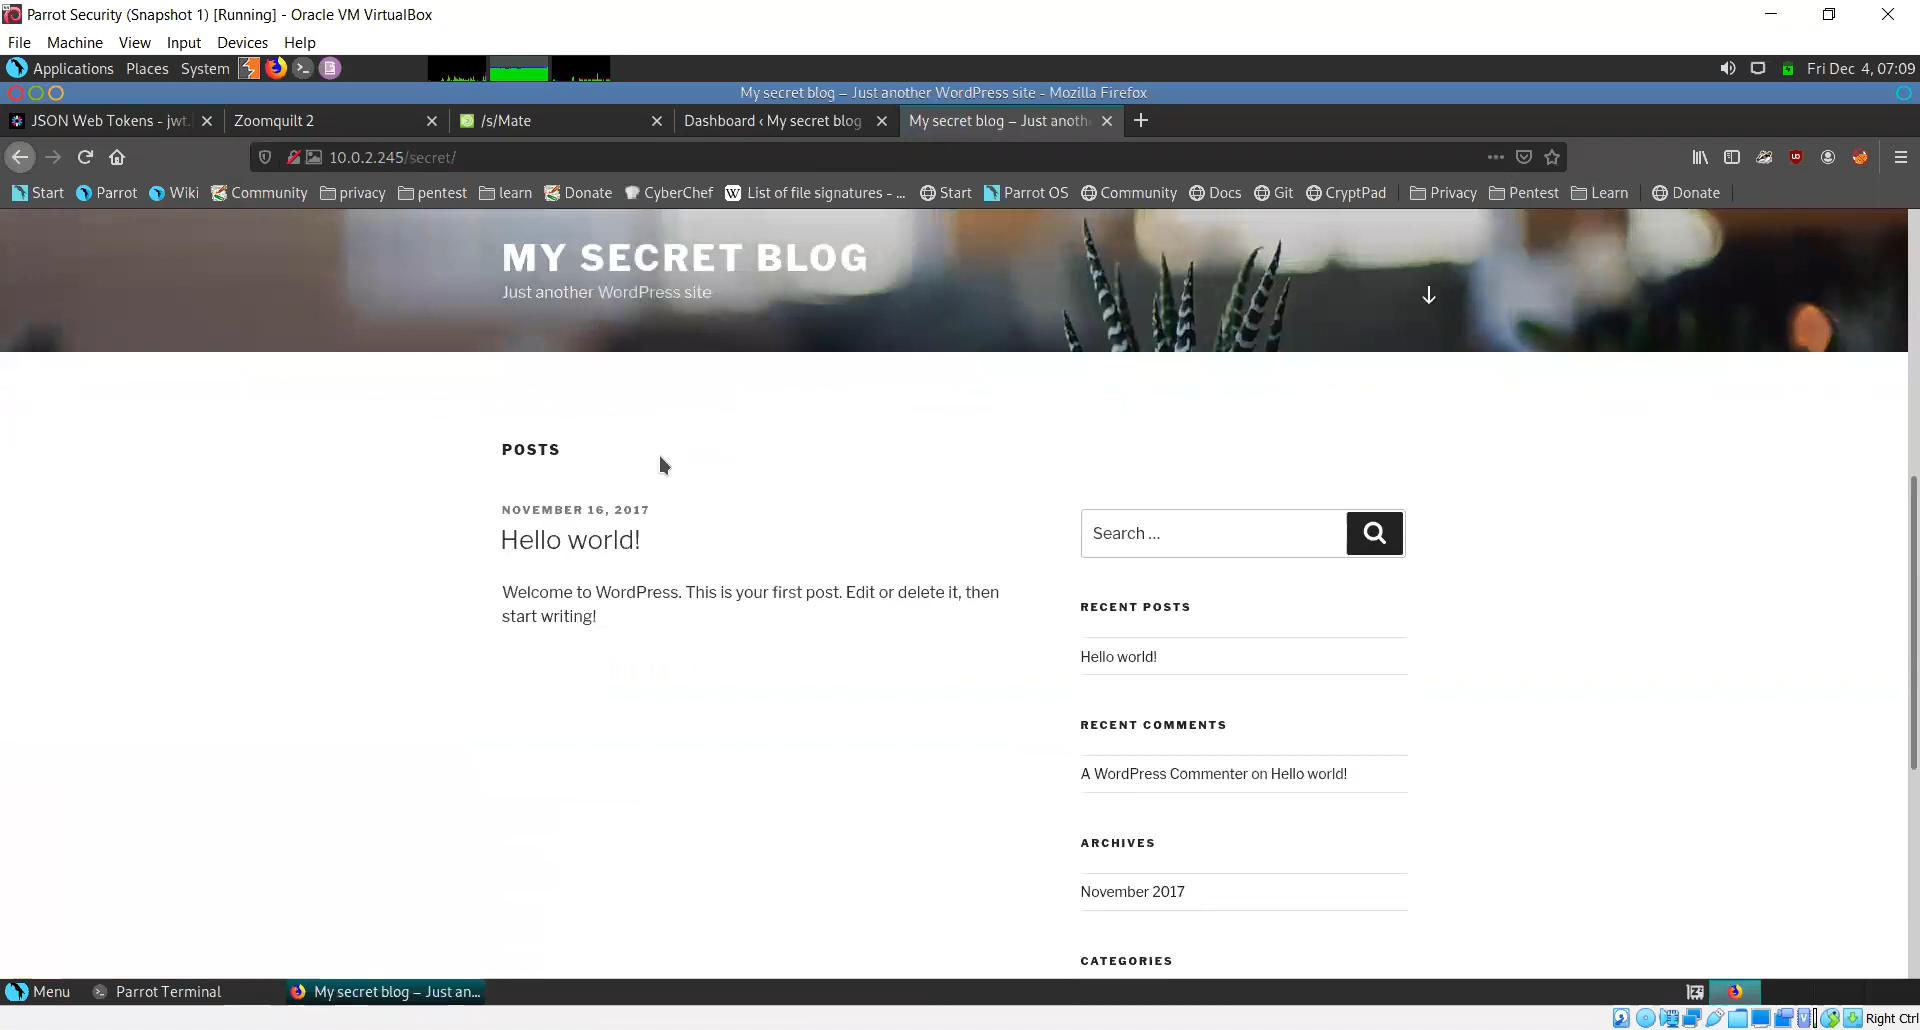 Parrot Security (Snapshot 1) [Running] - Oracle VM VirtualBox
File Machine View Input Devices Help
Applications Places System Fri Dec 4, 07:09
My secret blog – Just another WordPress site - Mozilla Firefox
JSON Web Tokens - jwt. Zoomquilt 2 /s/Mate Dashboard ‹ My secret blog My secret blog – Just anoth
10.0.2.245/secret/
Start Parrot Wiki Community privacy pentest learn Donate CyberChef List of file signatures - ... Start Parrot OS Community Docs Git CryptPad Privacy Pentest Learn Donate
MY SECRET BLOG
Just another WordPress site
POSTS
NOVEMBER 16, 2017
Hello world!
Welcome to WordPress. This is your first post. Edit or delete it, then
start writing!
Search ...
RECENT POSTS
Hello world!
RECENT COMMENTS
A WordPress Commenter on Hello world!
ARCHIVES
November 2017
CATEGORIES
Menu Parrot Terminal My secret blog – Just an...
Right Ctrl